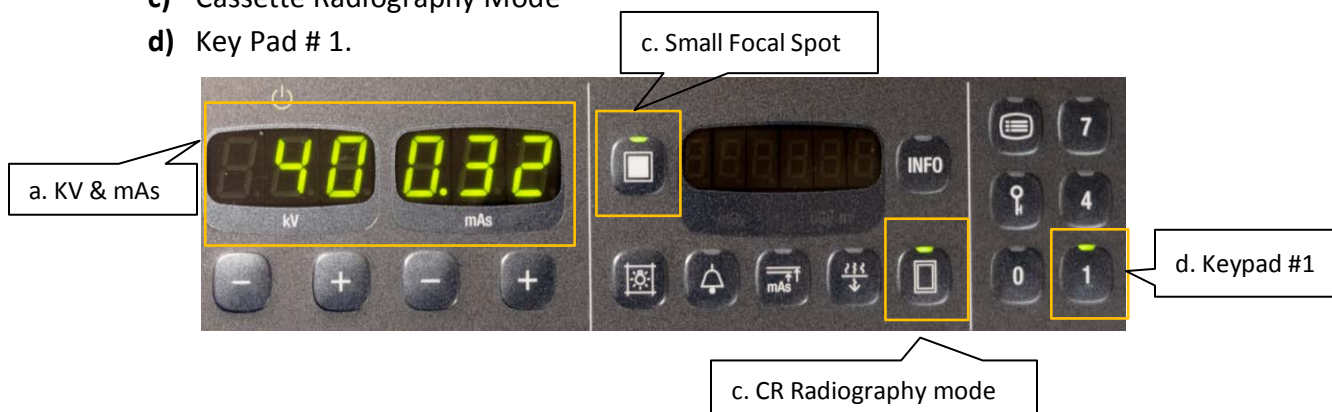 c) Cassette Radiography Mode
d) Key Pad # 1.
c. Small Focal Spot
a. KV & mAs
40
0.32
kV
mAs
INFO
7
4
mAs
0
1
d. Keypad #1
c. CR Radiography mode